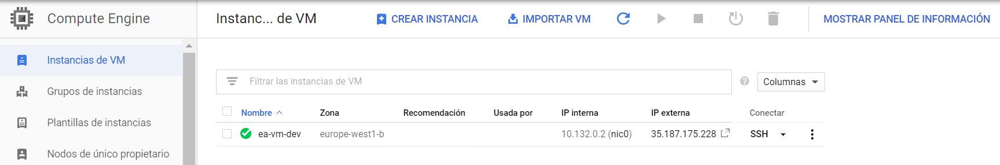 Compute Engine
Instanc... de VM
CREAR INSTANCIA
IMPORTAR VM
MOSTRAR PANEL DE INFORMACIÓN
Instancias de VM
Grupos de instancias
Plantillas de instancias
Nodos de único propietario
Filtrar las instancias de VM
Columnas
Nombre Zona Recomendación Usada por IP interna IP externa Conectar
ea-vm-dev europe-west1-b 10.132.0.2 (nic0) 35.187.175.228 SSH